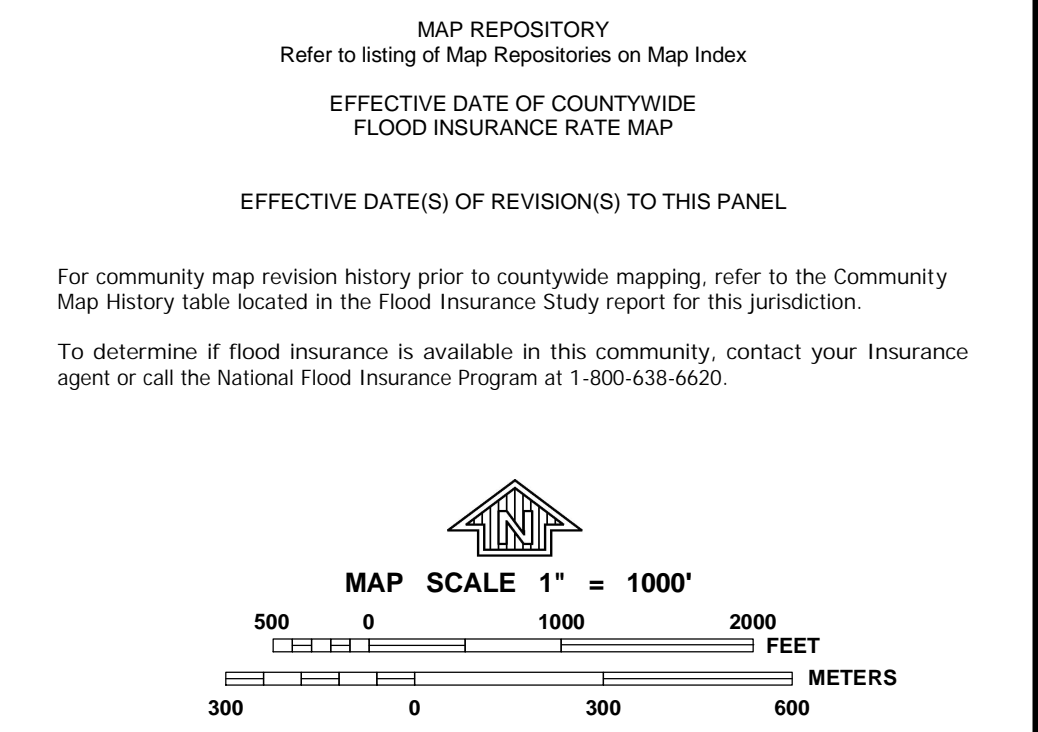 MAP REPOSITORY
Refer to listing of Map Repositories on Map Index
EFFECTIVE DATE OF COUNTYWIDE
FLOOD INSURANCE RATE MAP
EFFECTIVE DATE(S) OF REVISION(S) TO THIS PANEL
For community map revision history prior to countywide mapping, refer to the Community
Map History table located in the Flood Insurance Study report for this jurisdiction.
To determine if flood insurance is available in this community, contact your Insurance
agent or call the National Flood Insurance Program at 1-800-638-6620.
N
MAP SCALE 1" = 1000'
500 0 1000 2000
FEET
METERS
300 0 300 600